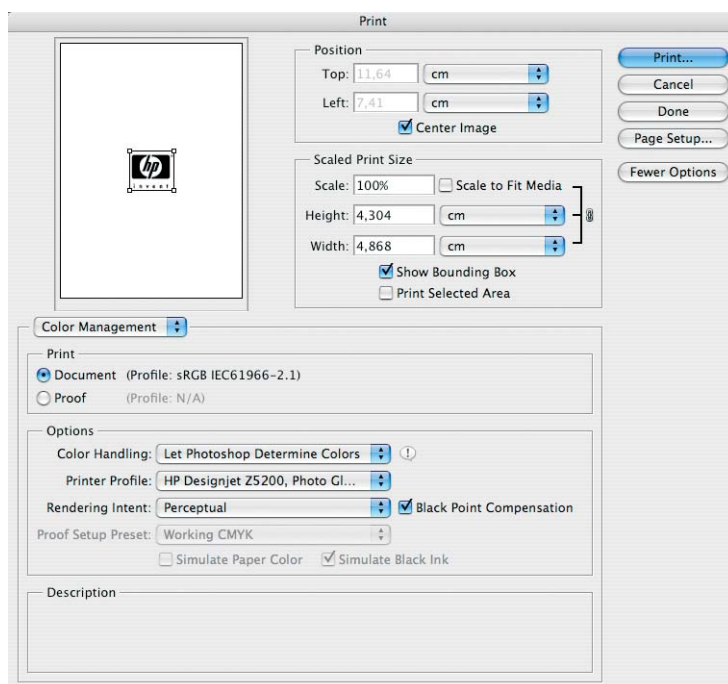 Print
hp
invent
Position
Top: 11,64 cm
Left: 7,41 cm
Center Image
Scaled Print Size
Scale: 100% Scale to Fit Media
Height: 4,304 cm
Width: 4,868 cm
Show Bounding Box
Print Selected Area
Print...
Cancel
Done
Page Setup...
Fewer Options
Color Management
Print
Document (Profile: sRGB IEC61966-2.1)
Proof (Profile: N/A)
Options
Color Handling: Let Photoshop Determine Colors
Printer Profile: HP Designjet Z5200, Photo Gl...
Rendering Intent: Perceptual Black Point Compensation
Proof Setup Preset: Working CMYK
Simulate Paper Color Simulate Black Ink
Description